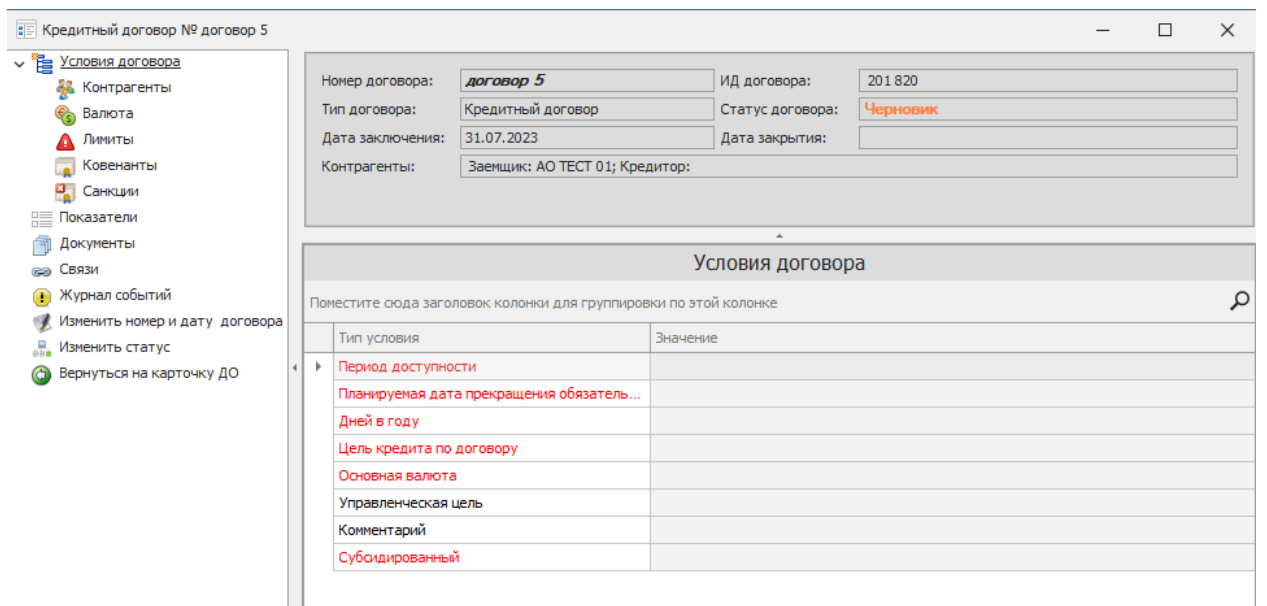 Кредитный договор № договор 5
Условия договора
Контрагенты
Валюта
Лимиты
Ковенанты
Санкции
Показатели
Документы
Связи
Журнал событий
Изменить номер и дату договора
Изменить статус
Вернуться на карточку ДО
Номер договора: договор 5 ИД договора: 201 820
Тип договора: Кредитный договор Статус договора: Черновик
Дата заключения: 31.07.2023 Дата закрытия:
Контрагенты: Заемщик: АО ТЕСТ 01; Кредитор:
Условия договора
Поместите сюда заголовок колонки для группировки по этой колонке
Тип условия Значение
Период доступности
Планируемая дата прекращения обязатель...
Дней в году
Цель кредита по договору
Основная валюта
Управленческая цель
Комментарий
Субсидированный